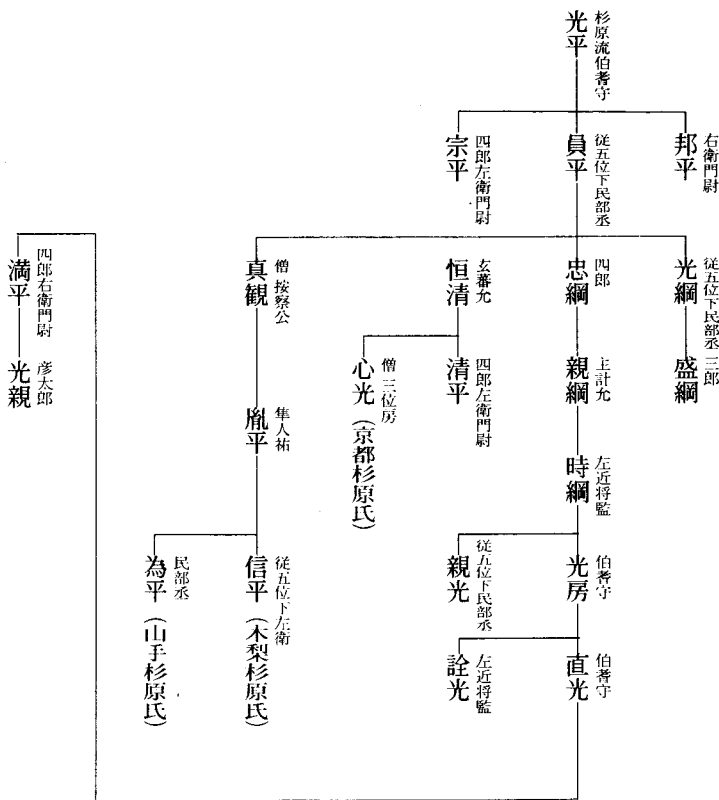 光平 杉原流伯耆守
邦平 右衛門尉
員平 従五位下民部丞
宗平 四郎左衛門尉
光綱 従五位下民部丞
盛綱 三郎
忠綱 四郎
親綱 主計允
時綱 左近将監
光房 伯耆守
直光 伯耆守
詮光 左近将監
親光 従五位下民部丞
恒清 玄蕃允
清平 四郎左衛門尉
心光(京都杉原氏) 僧 三位房
真観 僧 按察公
胤平 隼人祐
信平(木梨杉原氏) 従五位下左衛
為平(山手杉原氏) 民部丞
満平 四郎右衛門尉
光親 彦太郎